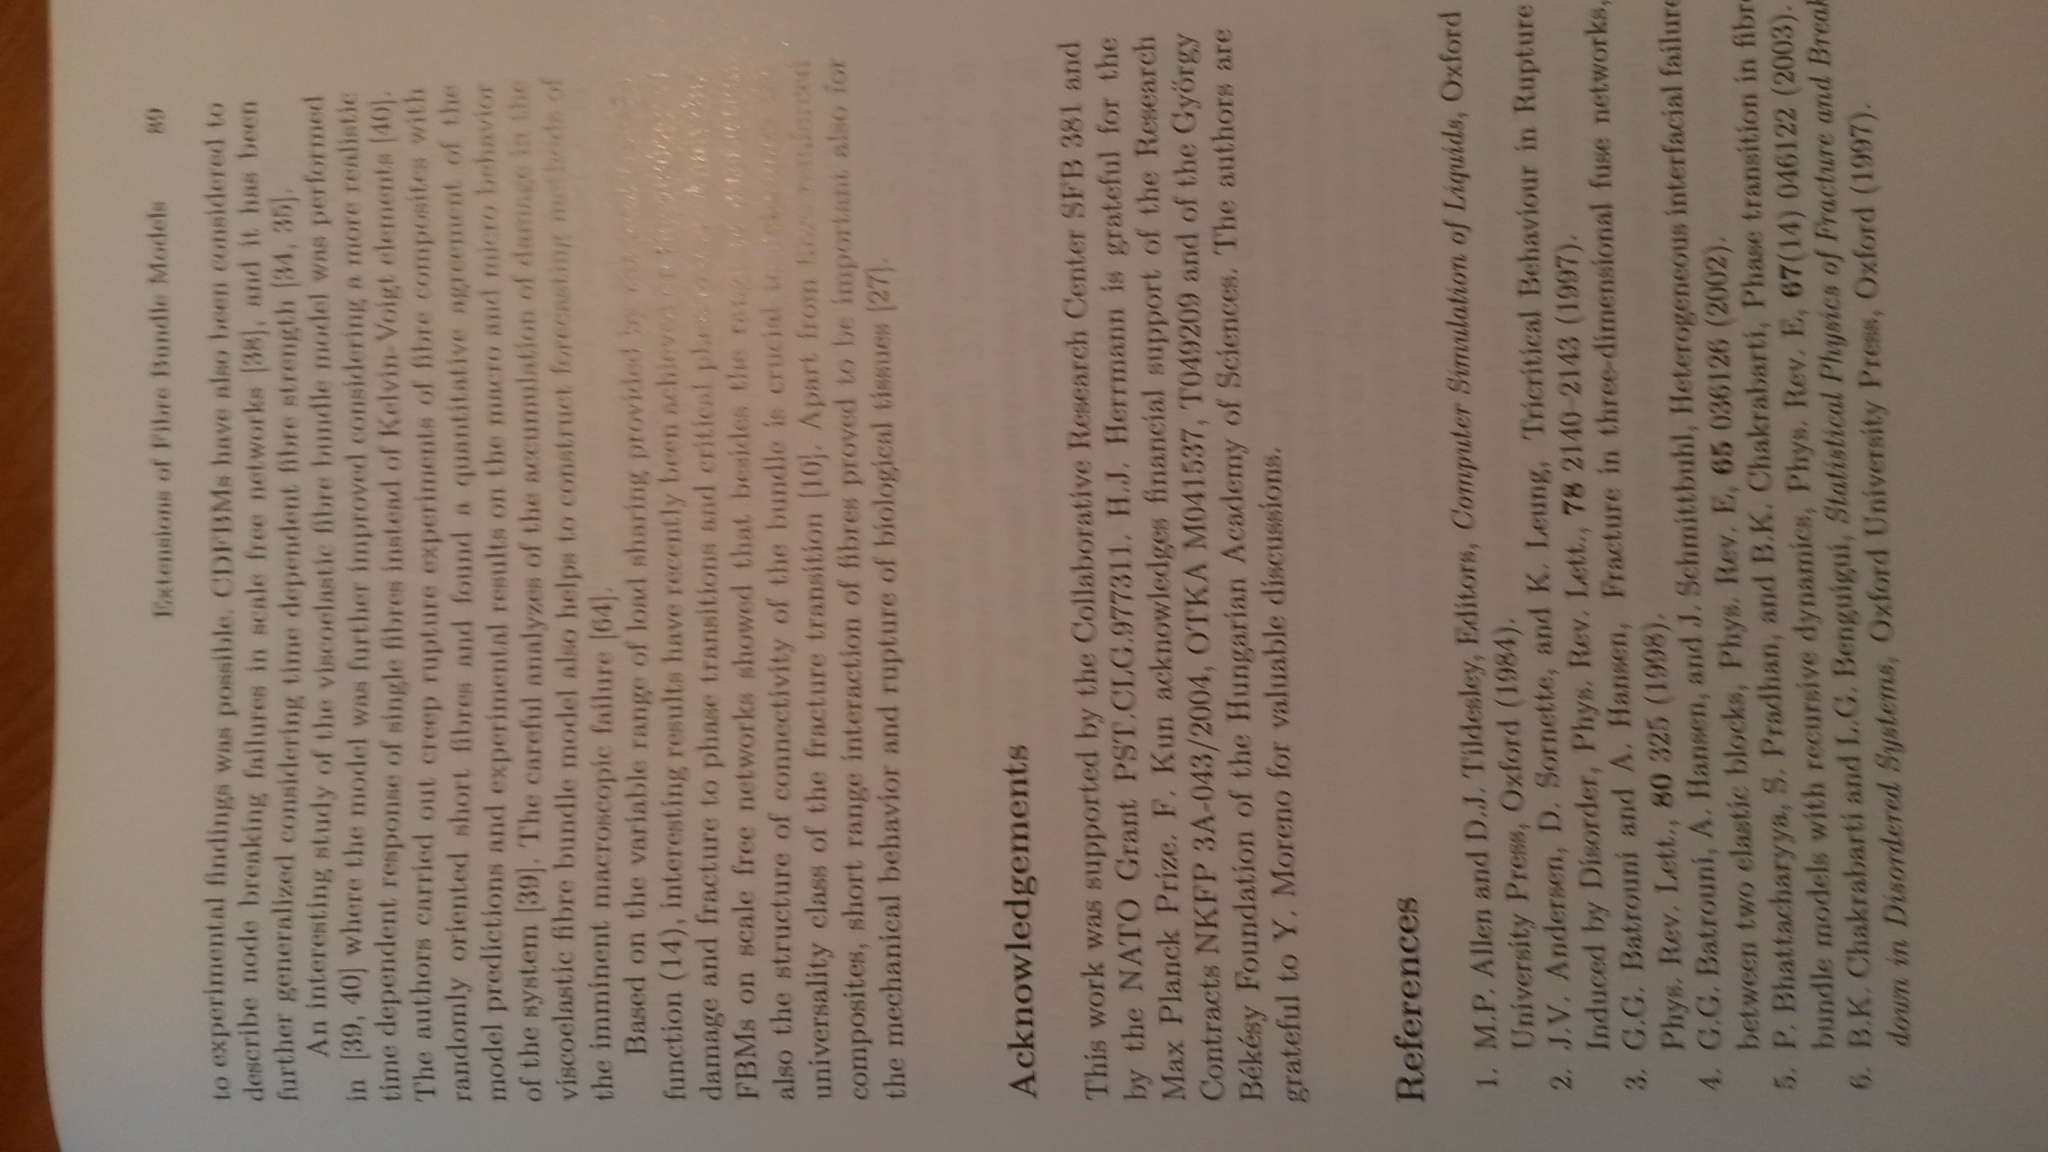 Extensions of Fibre Bundle Models 89
to experimental findings was possible. CDFBMs have also been considered to
describe node breaking failures in scale free networks [38], and it has been
further generalized considering time dependent fibre strength [34, 35].
An interesting study of the viscoelastic fibre bundle model was performed
in [39, 40] where the model was further improved considering a more realistic
time dependent response of single fibres instead of Kelvin-Voigt elements [40].
The authors carried out creep rupture experiments of fibre composites with
randomly oriented short fibres and found a quantitative agreement of the
model predictions and experimental results on the macro and micro behavior
of the system [39]. The careful analyzes of the accumulation of damage in the
viscoelastic fibre bundle model also helps to construct forecasting methods of
the imminent macroscopic failure [64].
Based on the variable range of load sharing provided by
function (14), interesting results have recently been achieved
damage and fracture to phase transitions and critical
FBMs on scale free networks showed that besides the
also the structure of connectivity of the bundle is crucial
universality class of the fracture transition [10]. Apart from fibre reinforced
composites, short range interaction of fibres proved to be important also for
the mechanical behavior and rupture of biological tissues [27].
Acknowledgements
This work was supported by the Collaborative Research Center SFB 381 and
by the NATO Grant PST.CLG.977311. H.J. Herrmann is grateful for the
Max Planck Prize. F. Kun acknowledges financial support of the Research
Contracts NKFP 3A-043/2004, OTKA M041537, T049209 and of the György
Békésy Foundation of the Hungarian Academy of Sciences. The authors are
grateful to Y. Moreno for valuable discussions.
References
1. M.P. Allen and D.J. Tildesley, Editors, Computer Simulation of Liquids, Oxford
University Press, Oxford (1984).
2. J.V. Andersen, D. Sornette, and K. Leung, Tricritical Behaviour in Rupture
Induced by Disorder, Phys. Rev. Lett., 78 2140–2143 (1997).
3. G.G. Batrouni and A. Hansen, Fracture in three-dimensional fuse networks,
Phys. Rev. Lett., 80 325 (1998).
4. G.G. Batrouni, A. Hansen, and J. Schmittbuhl, Heterogeneous interfacial failure
between two elastic blocks, Phys. Rev. E, 65 036126 (2002).
5. P. Bhattacharyya, S. Pradhan, and B.K. Chakrabarti, Phase transition in fibre
bundle models with recursive dynamics, Phys. Rev. E, 67(14) 046122 (2003).
6. B.K. Chakrabarti and L.G. Benguigui, Statistical Physics of Fracture and Break
down in Disordered Systems, Oxford University Press, Oxford (1997).